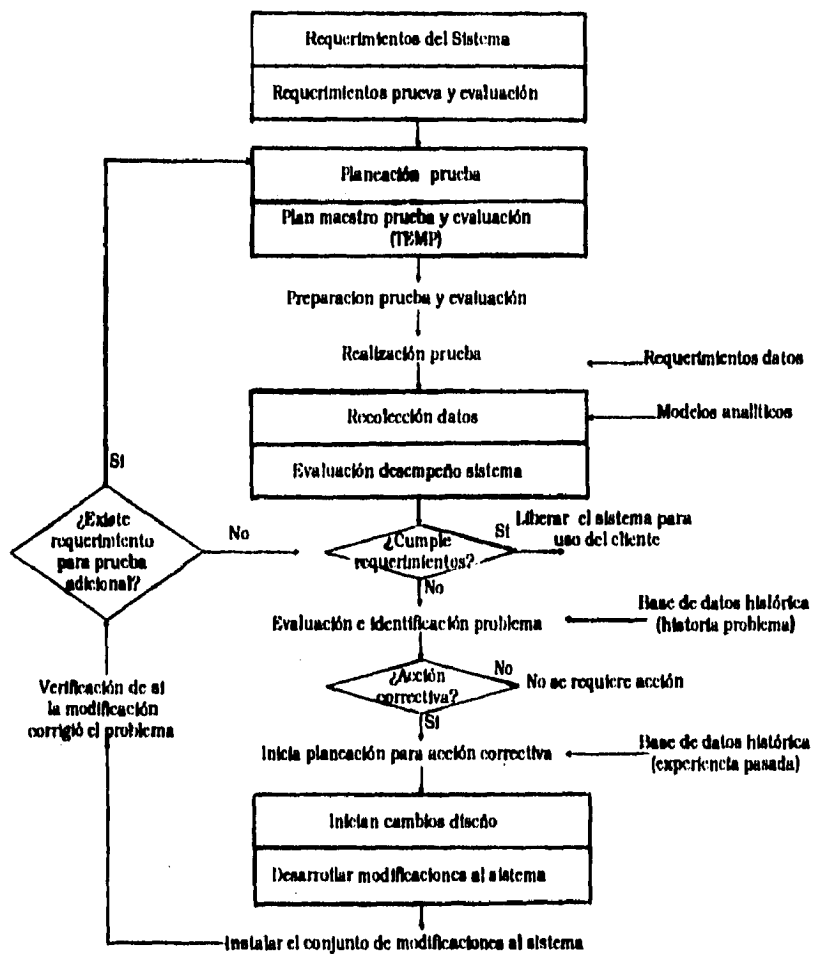 Requerimientos del Sistema
Requerimientos prueva y evaluación
Planeación prueba
Plan maestro prueba y evaluación
(TEMP)
Preparacion prueba y evaluación
Realización prueba
Requerimientos datos
Recolección datos
Modelos analíticos
Evaluación desempeño sistema
Si
¿Existe
requerimiento
para prueba
adicional?
No
¿Cumple
requerimientos?
Si
Liberar el sistema para
uso del cliente
No
Evaluación e identificación problema
Base de datos histórica
(historia problema)
¿Acción
correctiva?
No
No se requiere acción
Si
Verificación de si
la modificación
corrigió el problema
Inicia planeación para acción correctiva
Base de datos histórica
(experiencia pasada)
Inician cambios diseño
Desarrollar modificaciones al sistema
Instalar el conjunto de modificaciones al sistema